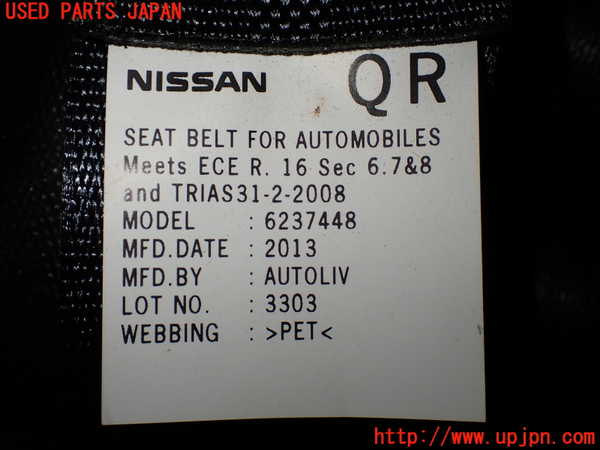 USED PARTS JAPAN
NISSAN QR
SEAT BELT FOR AUTOMOBILES
Meets ECE R. 16 Sec 6.7&8
and TRIAS31-2-2008
MODEL : 6237448
MFD.DATE : 2013
MFD.BY : AUTOLIV
LOT NO. : 3303
WEBBING : >PET<
http://www.upjpn.com/